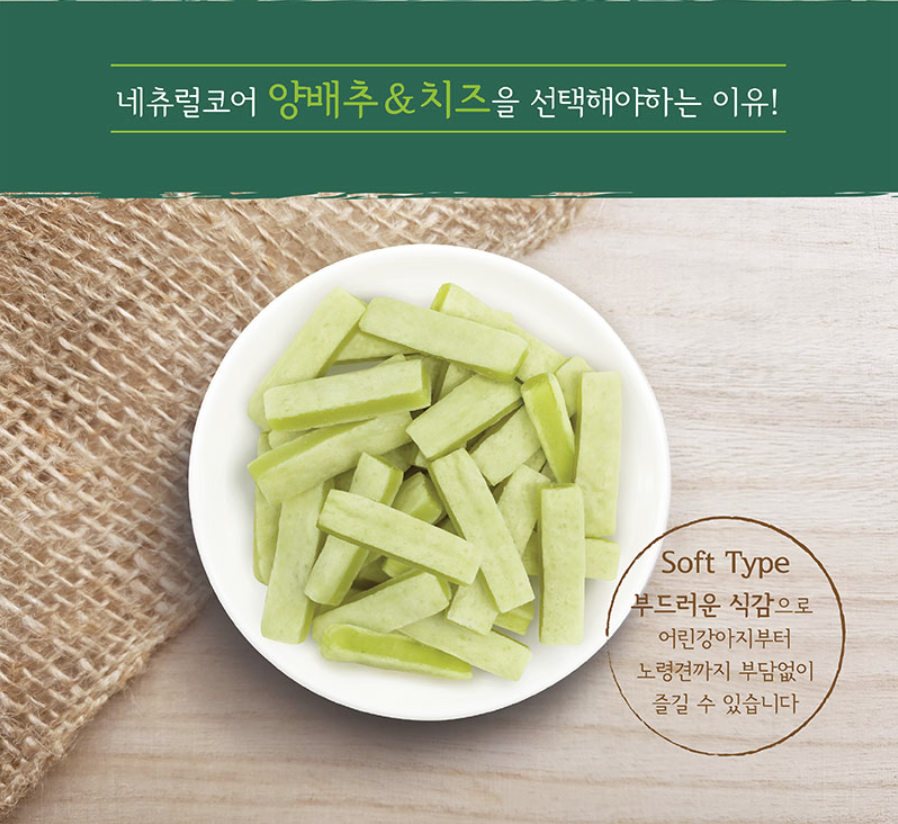 네츄럴코어 양배추&치즈을 선택해야하는 이유!
Soft Type
부드러운 식감으로
어린강아지부터
노령견까지 부담없이
즐길 수 있습니다